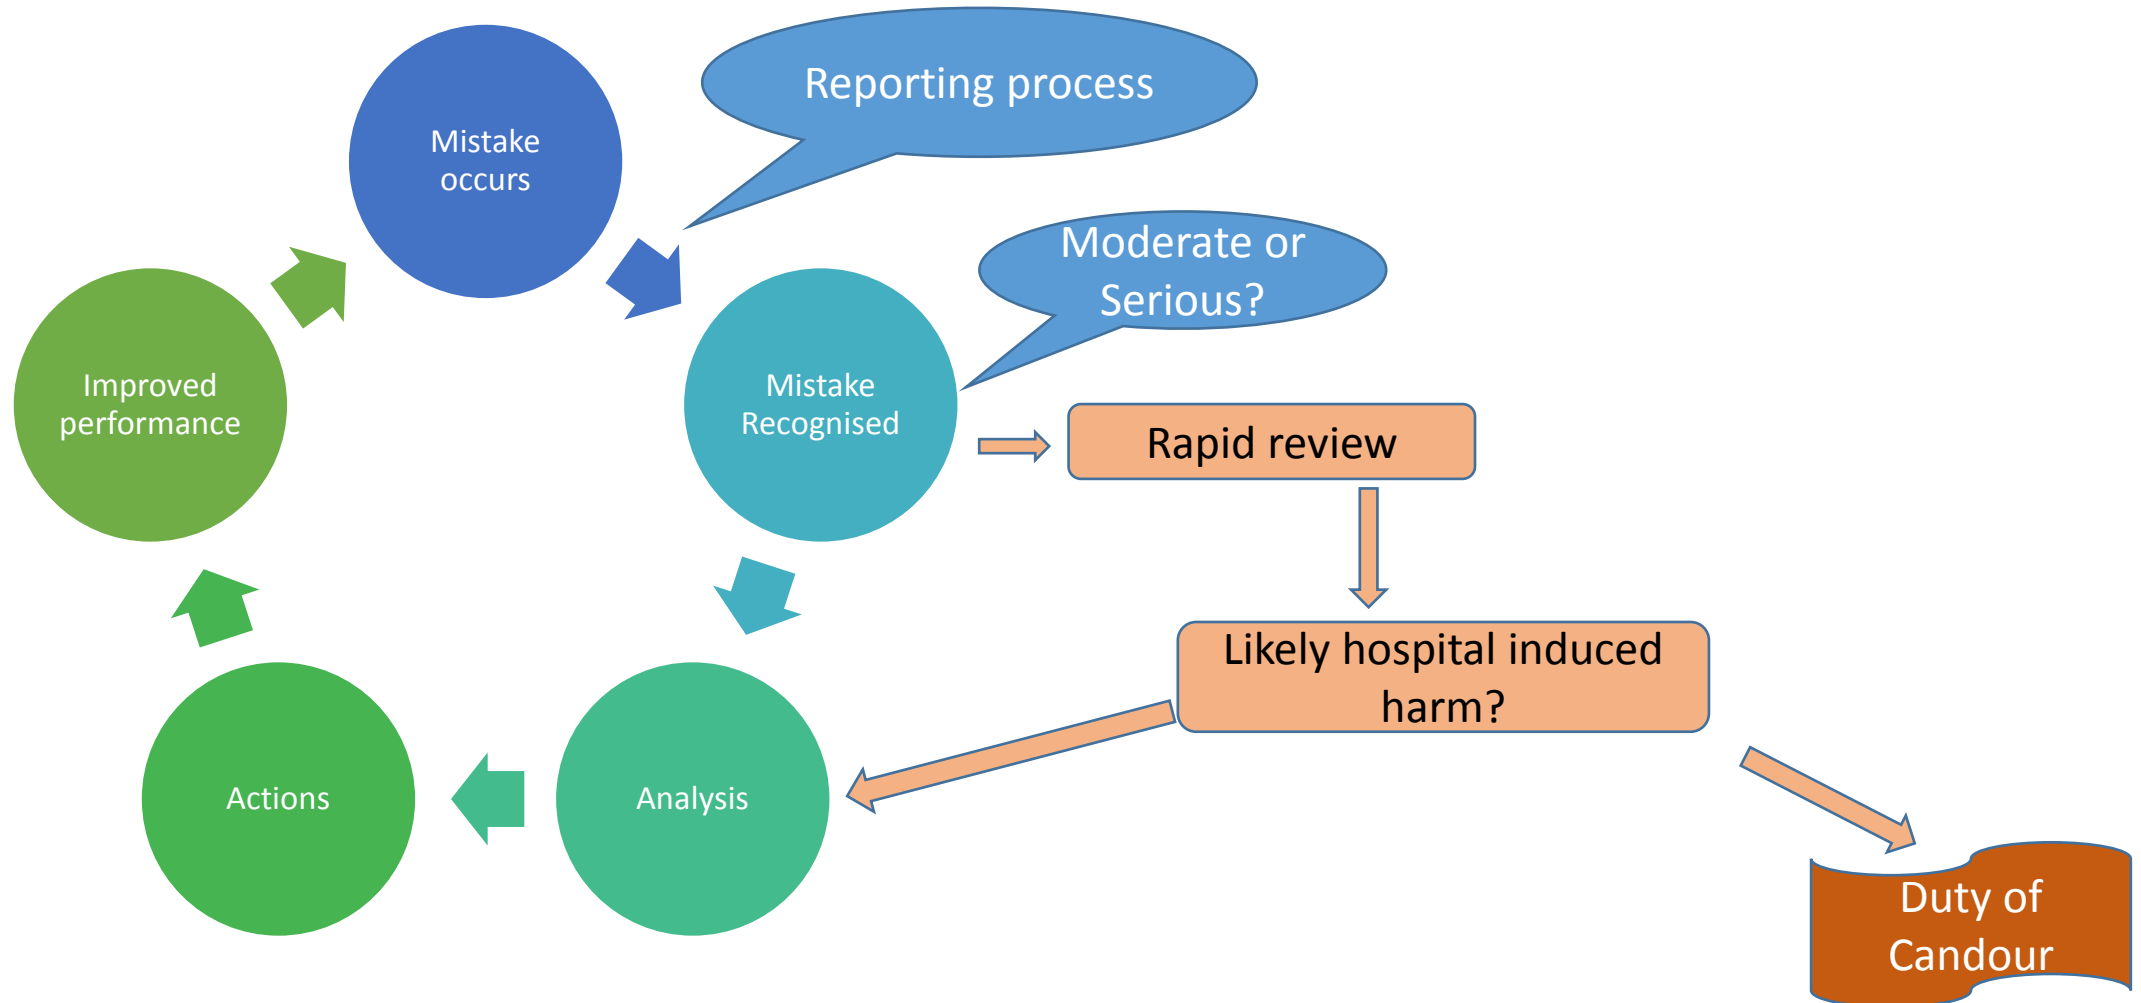 Reporting process
Mistake
occurs
Moderate or
Serious?
Mistake
Recognised
Improved
performance
Rapid review
Likely hospital induced
harm?
Analysis
Actions
Duty of
Candour